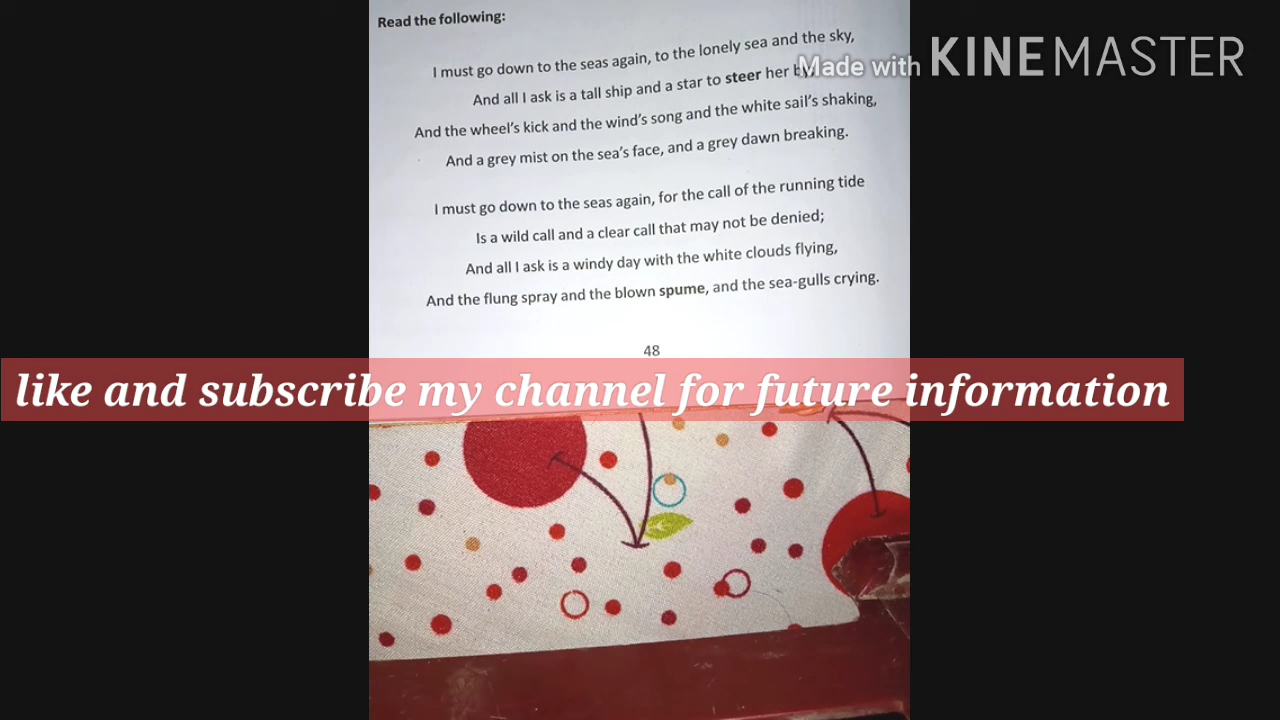 Read the following:
I must go down to the seas again, to the lonely sea and the sky,
And all I ask is a tall ship and a star to steer her by,
And the wheel's kick and the wind's song and the white sail's shaking,
And a grey mist on the sea's face, and a grey dawn breaking.
I must go down to the seas again, for the call of the running tide
Is a wild call and a clear call that may not be denied;
And all I ask is a windy day with the white clouds flying,
And the flung spray and the blown spume, and the sea-gulls crying.
48
Made with KINEMASTER
like and subscribe my channel for future information